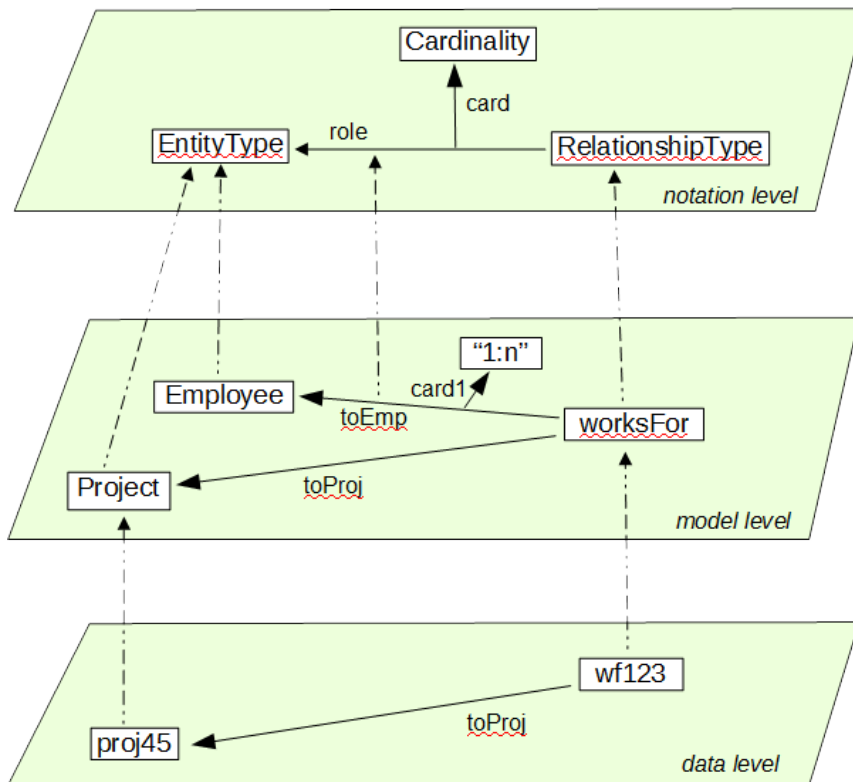 Cardinality
card
role
EntityType
RelationshipType
notation level
“1:n”
Employee
card1
toEmp
worksFor
Project
toProj
model level
wf123
toProj
proj45
data level